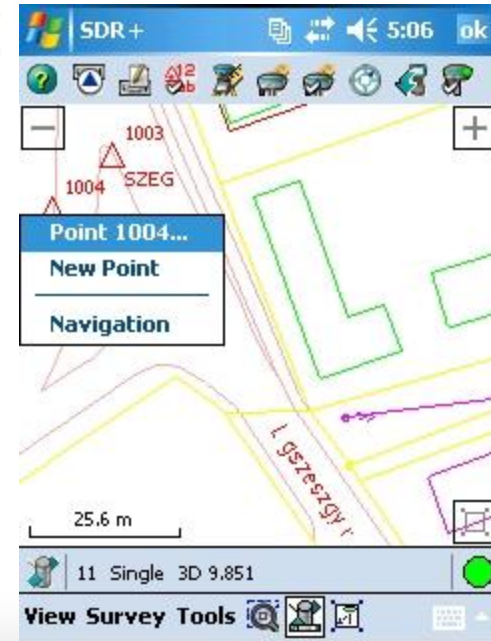 SDR+ 5:06 ok
1003
1004 SZEG
Point 1004...
New Point
Navigation
gszeszgy
25.6 m
11 Single 3D 9.851
View Survey Tools